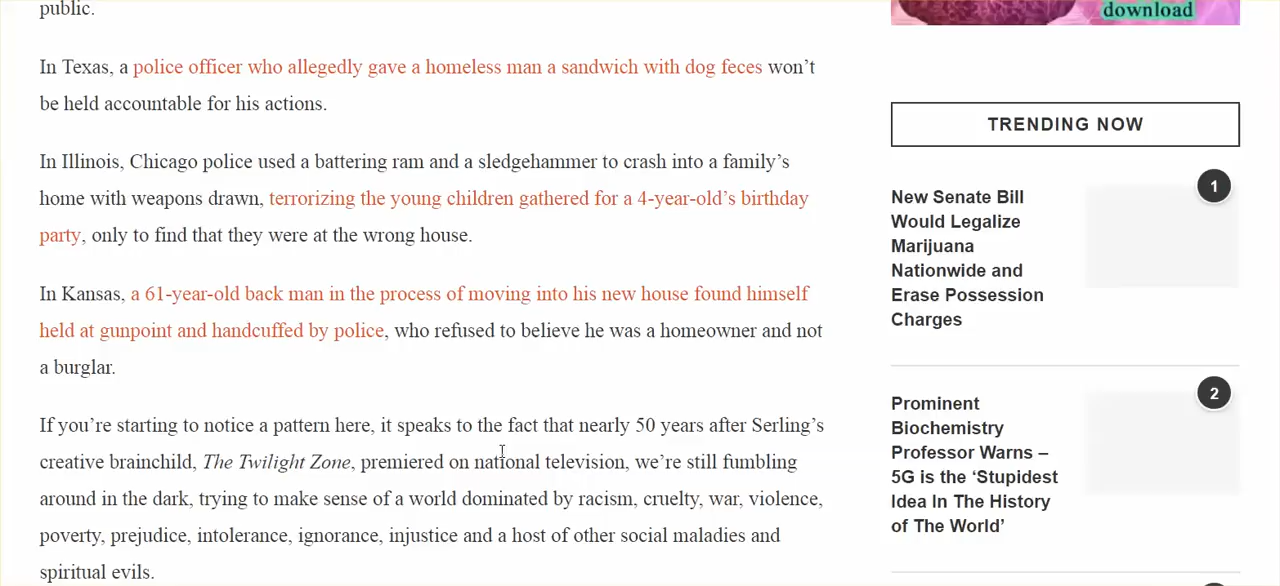 public.
In Texas, a police officer who allegedly gave a homeless man a sandwich with dog feces won’t
be held accountable for his actions.
In Illinois, Chicago police used a battering ram and a sledgehammer to crash into a family’s
home with weapons drawn, terrorizing the young children gathered for a 4-year-old’s birthday
party, only to find that they were at the wrong house.
In Kansas, a 61-year-old back man in the process of moving into his new house found himself
held at gunpoint and handcuffed by police, who refused to believe he was a homeowner and not
a burglar.
If you’re starting to notice a pattern here, it speaks to the fact that nearly 50 years after Serling’s
creative brainchild, The Twilight Zone, premiered on national television, we’re still fumbling
around in the dark, trying to make sense of a world dominated by racism, cruelty, war, violence,
poverty, prejudice, intolerance, ignorance, injustice and a host of other social maladies and
spiritual evils.
download
TRENDING NOW
1
New Senate Bill
Would Legalize
Marijuana
Nationwide and
Erase Possession
Charges
2
Prominent
Biochemistry
Professor Warns –
5G is the ‘Stupidest
Idea In The History
of The World’